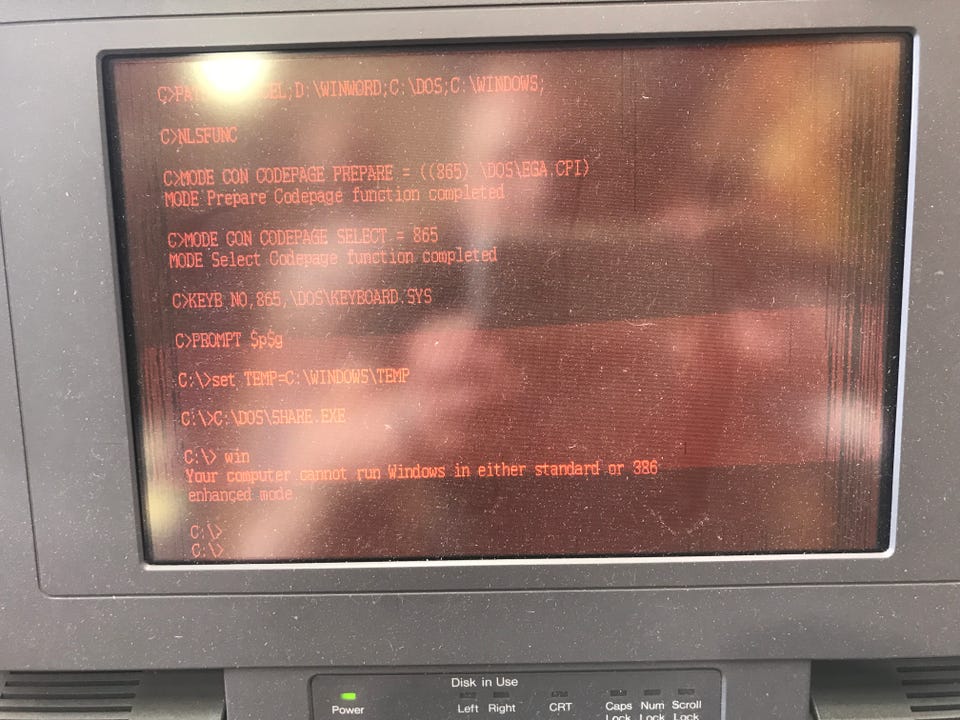 C>PA EL;D:\WINWORD;C:\DOS;C:\WINDOWS;
C>NLSFUNC
C>MODE CON CODEPAGE PREPARE = ((865) \DOS\EGA.CPI)
MODE Prepare Codepage function completed
C>MODE CON CODEPAGE SELECT = 865
MODE Select Codepage function completed
C>KEYB NO,865,\DOS\KEYBOARD.SYS
C>PROMPT $p$g
C:\>set TEMP=C:\WINDOWS\TEMP
C:\>C:\DOS\SHARE.EXE
C:\> win
Your computer cannot run Windows in either standard or 386
enhanced mode.
C:\>
C:\>
Disk in Use
Power Left Right CRT Caps Lock Num Lock Scroll Lock